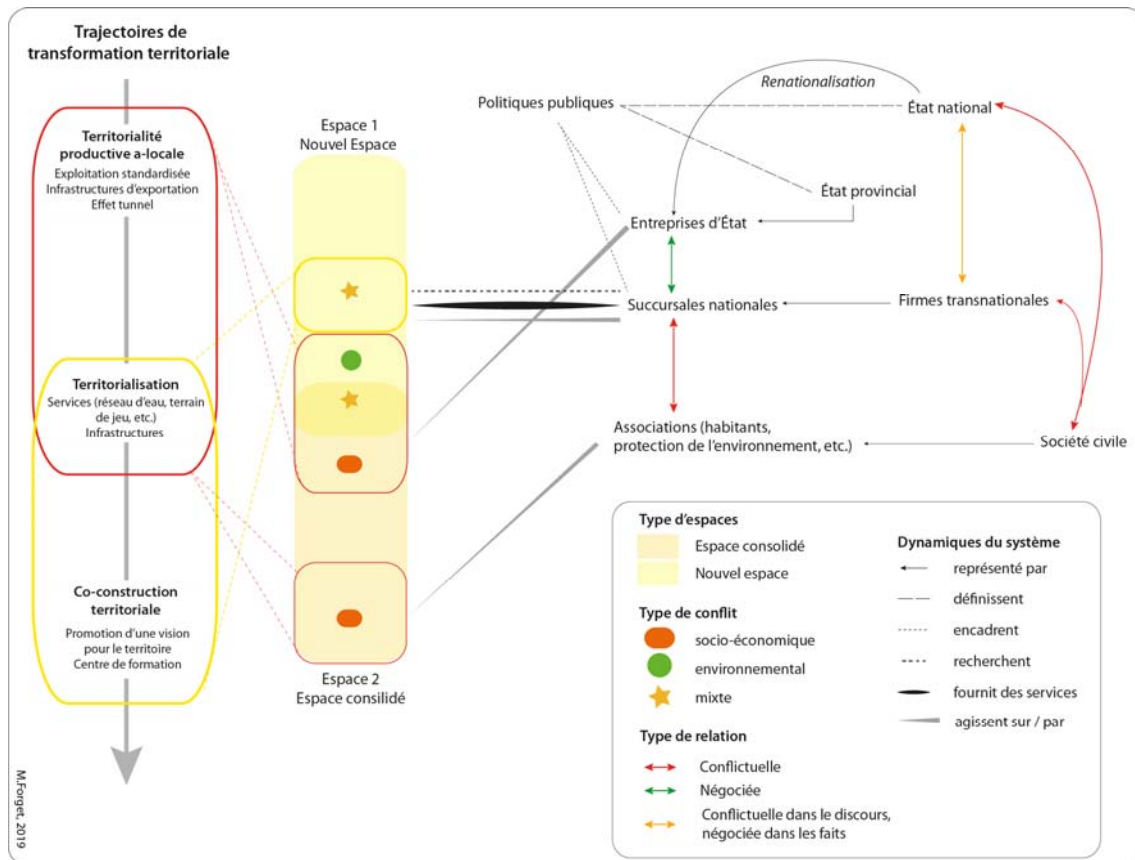 Trajectoires de
transformation territoriale
Territorialité
productive a-locale
Exploitation standardisée
Infrastructures d'exportation
Effet tunnel
Territorialisation
Services (réseau d'eau, terrain
de jeu, etc.)
Infrastructures
Co-construction
territoriale
Promotion d'une vision
pour le territoire
Centre de formation
M.Forget, 2019
Espace 1
Nouvel Espace
Espace 2
Espace consilidé
Renationalisation
Politiques publiques
État national
État provincial
Entreprises d'État
Succursales nationales
Firmes transnationales
Associations (habitants,
protection de l'environnement, etc.)
Société civile
Type d'espaces
Espace consolidé
Nouvel espace
Type de conflit
socio-économique
environnemental
mixte
Type de relation
Conflictuelle
Négociée
Conflictuelle dans le discours,
négociée dans les faits
Dynamiques du système
représenté par
définissent
encadrent
recherchent
fournit des services
agissent sur / par